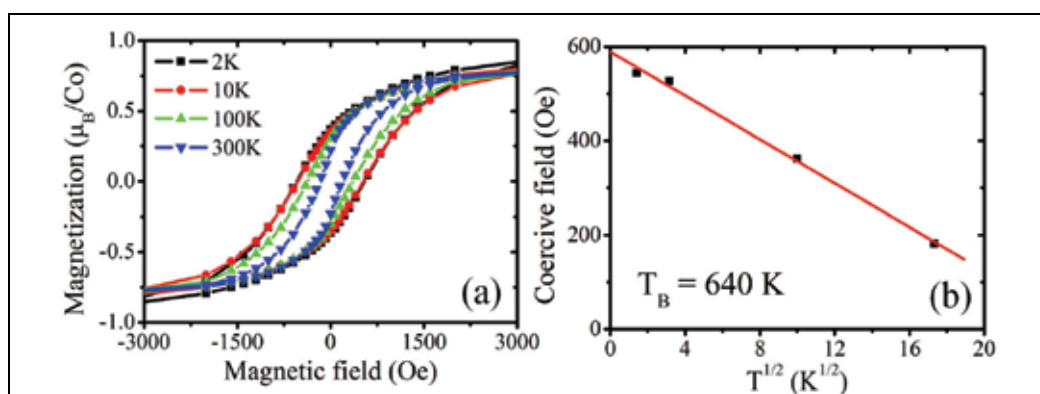 1.0
0.5
0.0
-0.5
-1.0
Magnetization (μB/Co)
2K
10K
100K
300K
(a)
-3000 -1500 0 1500 3000
Magnetic field (Oe)
600
400
200
0
Coercive field (Oe)
TB = 640 K
(b)
0 4 8 12 16 20
T1/2 (K1/2)